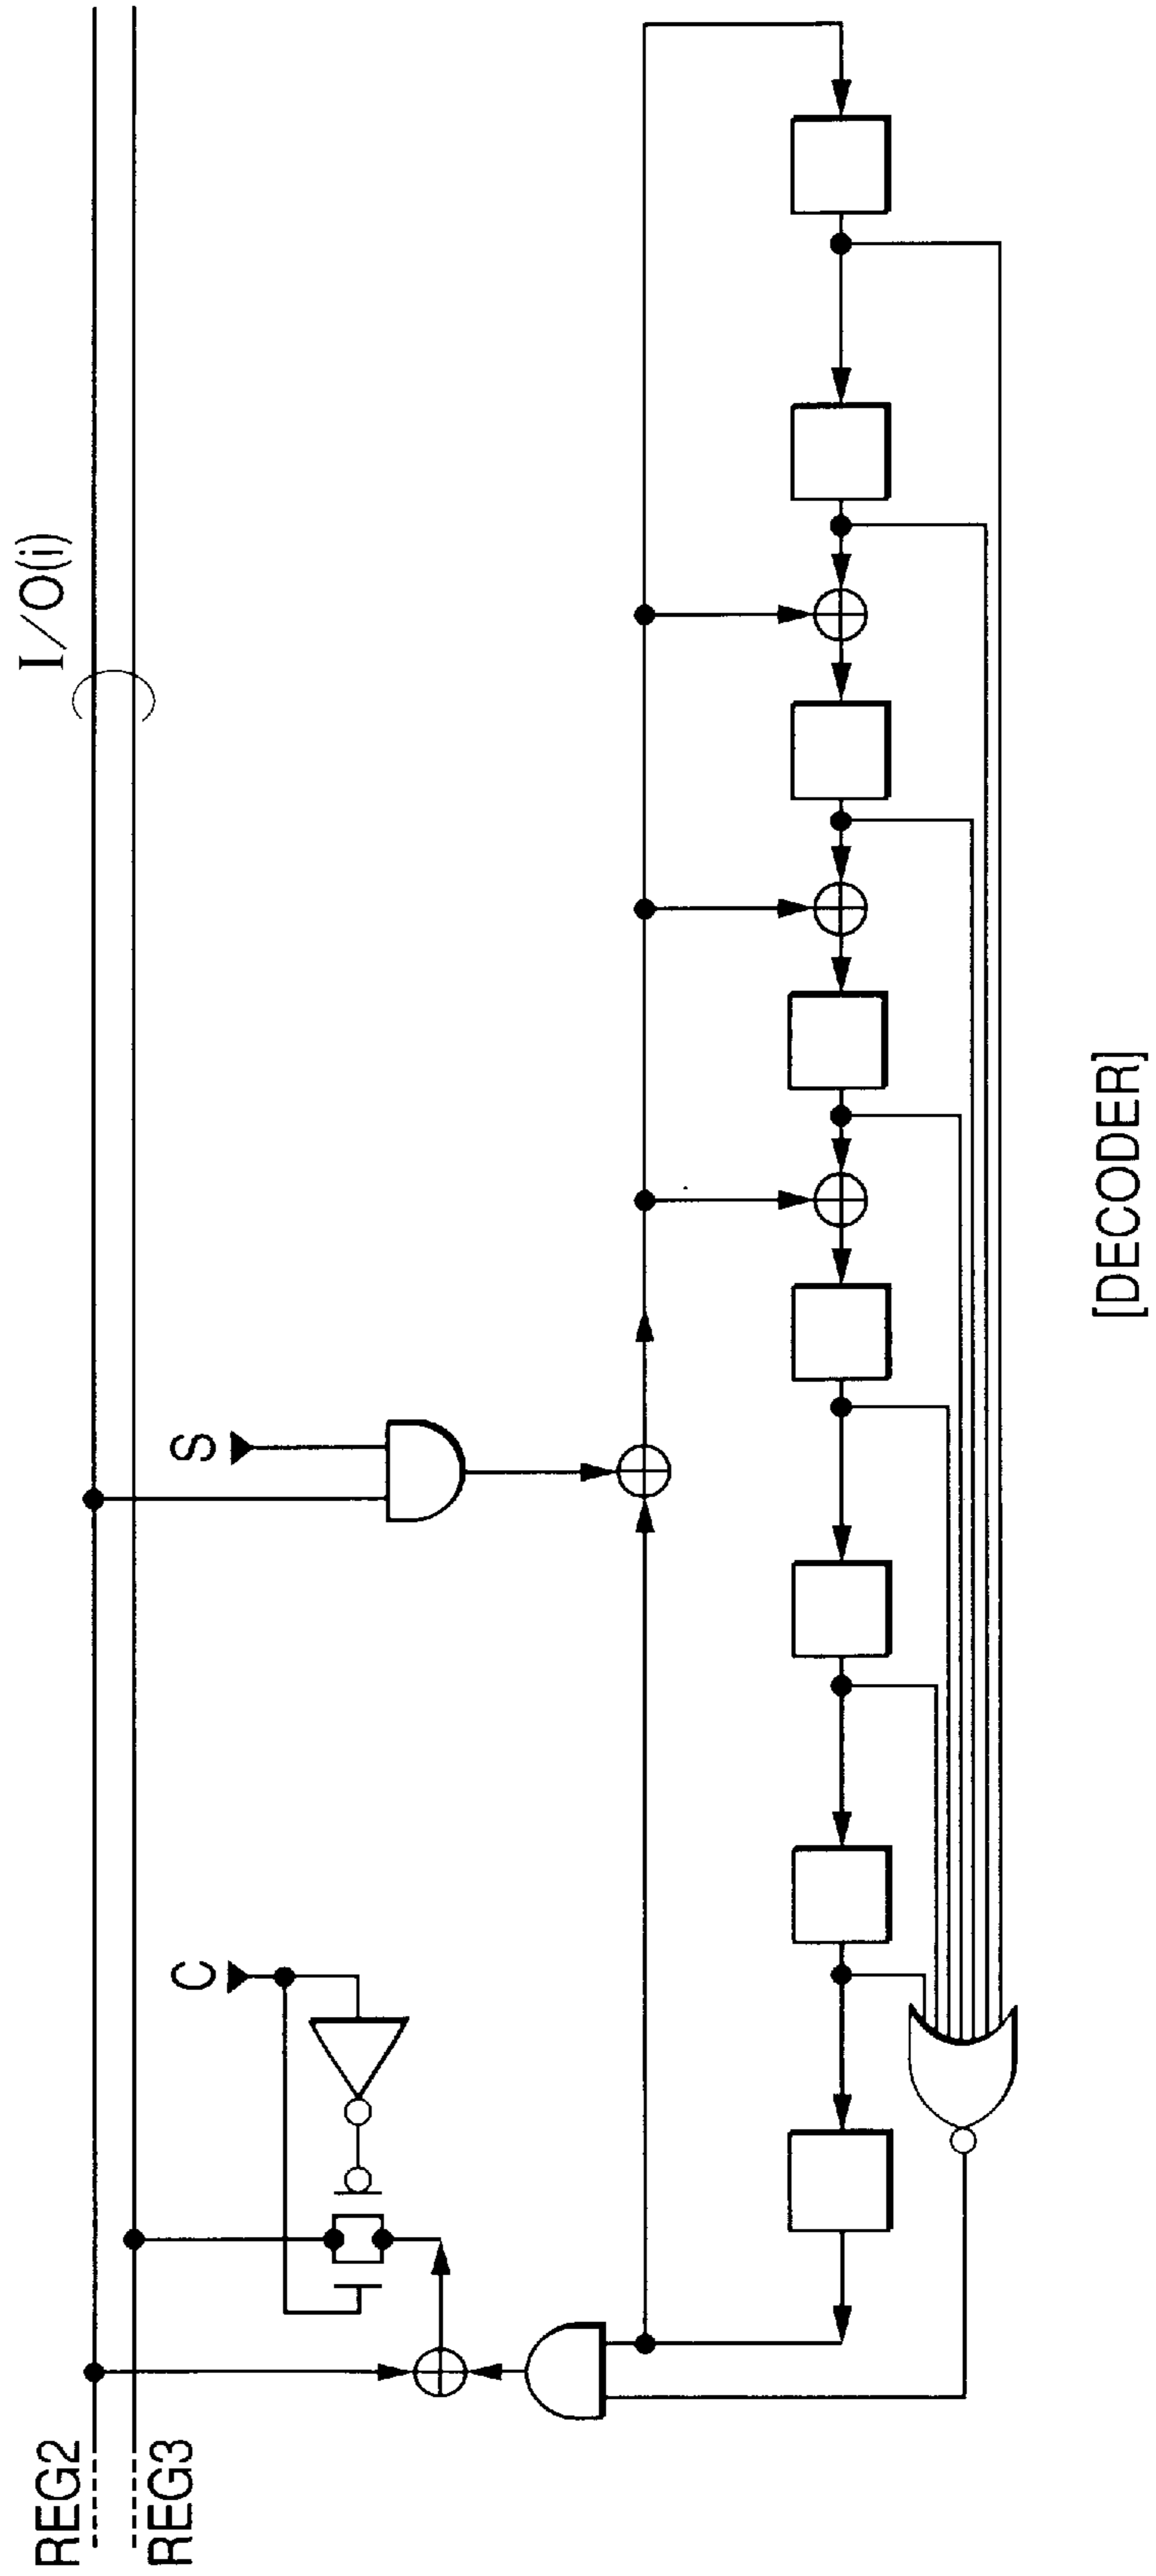 REG2
REG3
I/O(i)
C
S
[DECODER]